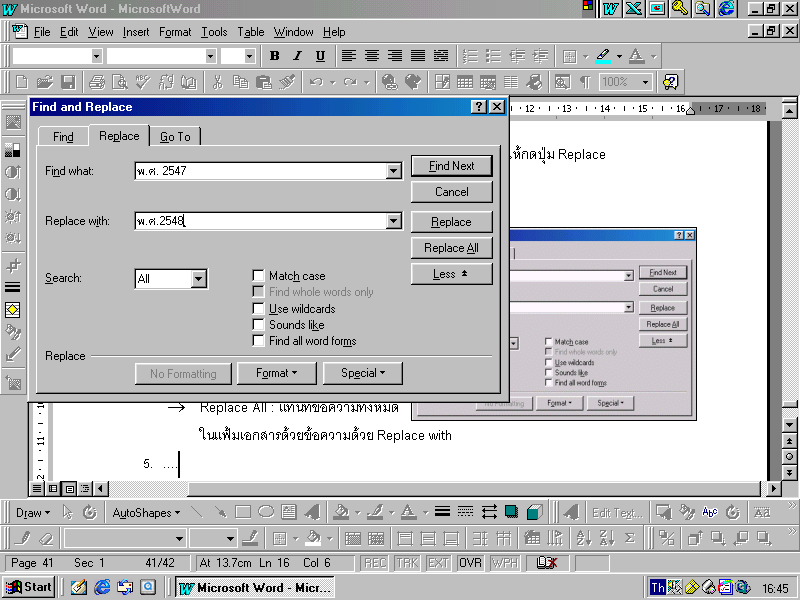 Microsoft Word - MicrosoftWord
File Edit View Insert Format Tools Table Window Help
B I U
100%
Find and Replace
12 13 14 15 16 17 18
Find Replace Go To
ห้กดปุ่ม Replace
Find what: พ.ศ. 2547 Find Next
Cancel
Replace with: พ.ศ.2548 Replace
Replace All
Search: All Match case Less
Find whole words only
Use wildcards
Sounds like
Find all word forms
Replace
No Formatting Format Special
Find Next
Cancel
Replace
Replace All
Less
Match case
Find whole words only
Use wildcards
Sounds like
Find all word forms
No Formatting Format Special
→ Replace All : แทนที่ข้อความทั้งหมด
ในแฟ้มเอกสารด้วยข้อความด้วย Replace with
5. ....
Draw AutoShapes Edit Text... Abc Aa
Page 41 Sec 1 41/42 At 13.7cm Ln 16 Col 6 REC TRK EXT OVR WPH
Start Microsoft Word - Micr... Th 16:45